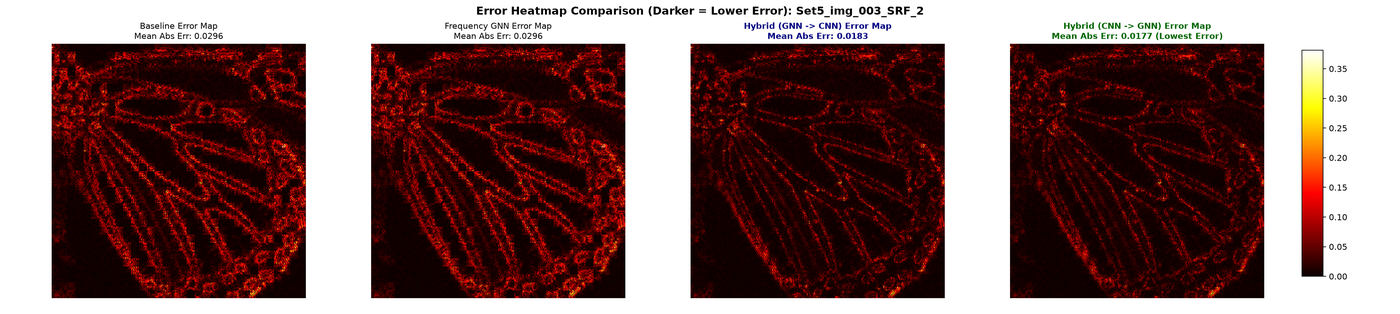 Error Heatmap Comparison (Darker = Lower Error): Set5_img_003_SRF_2
Baseline Error Map
Mean Abs Err: 0.0296
Frequency GNN Error Map
Mean Abs Err: 0.0296
Hybrid (GNN -> CNN) Error Map
Mean Abs Err: 0.0183
Hybrid (CNN -> GNN) Error Map
Mean Abs Err: 0.0177 (Lowest Error)
0.35
0.30
0.25
0.20
0.15
0.10
0.05
0.00